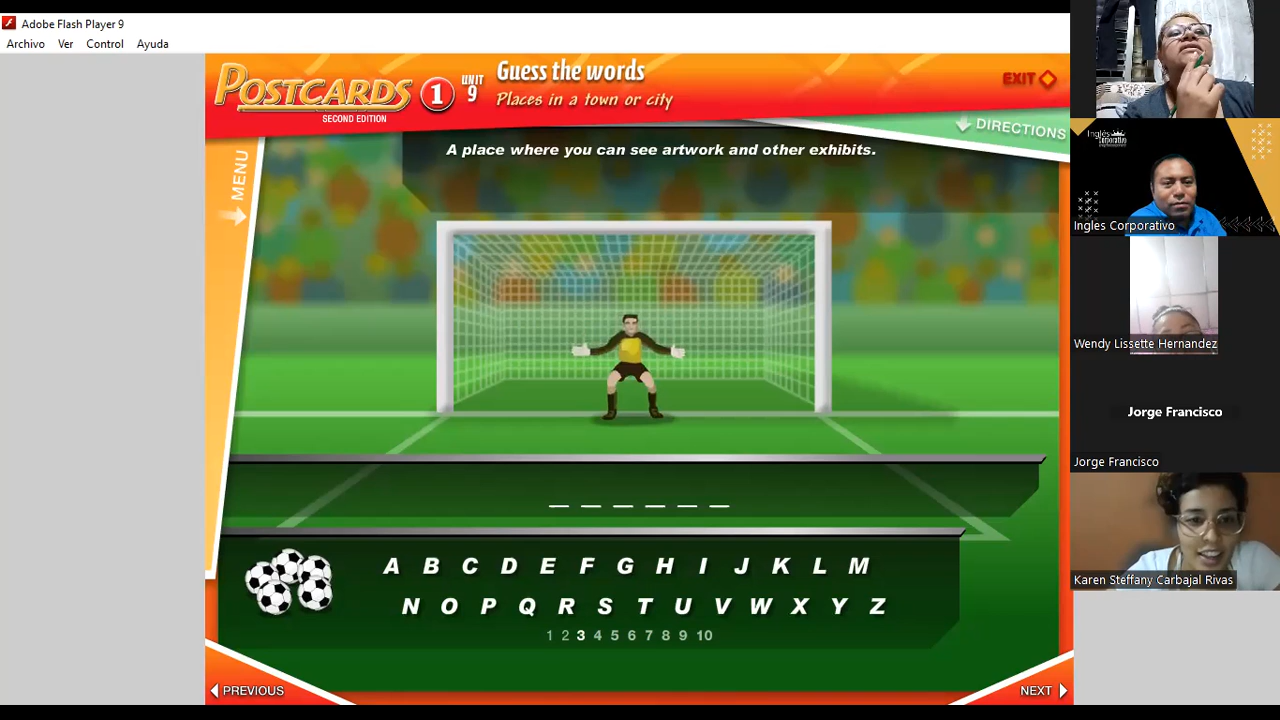 Adobe Flash Player 9
Archivo Ver Control Ayuda
POSTCARDS 1 UNIT 9
SECOND EDITION
Guess the words
Places in a town or city
EXIT
DIRECTIONS
MENU
A place where you can see artwork and other exhibits.
_ _ _ _ _ _
A B C D E F G H I J K L M
N O P Q R S T U V W X Y Z
1 2 3 4 5 6 7 8 9 10
PREVIOUS
NEXT
Inglés
Corporativo
Ingles Corporativo
Wendy Lissette Hernandez
Jorge Francisco
Jorge Francisco
Karen Steffany Carbajal Rivas